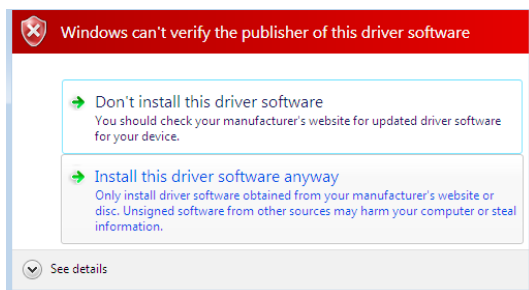 Windows can't verify the publisher of this driver software
Don't install this driver software
You should check your manufacturer's website for updated driver software
for your device.
Install this driver software anyway
Only install driver software obtained from your manufacturer's website or
disc. Unsigned software from other sources may harm your computer or steal
information.
See details